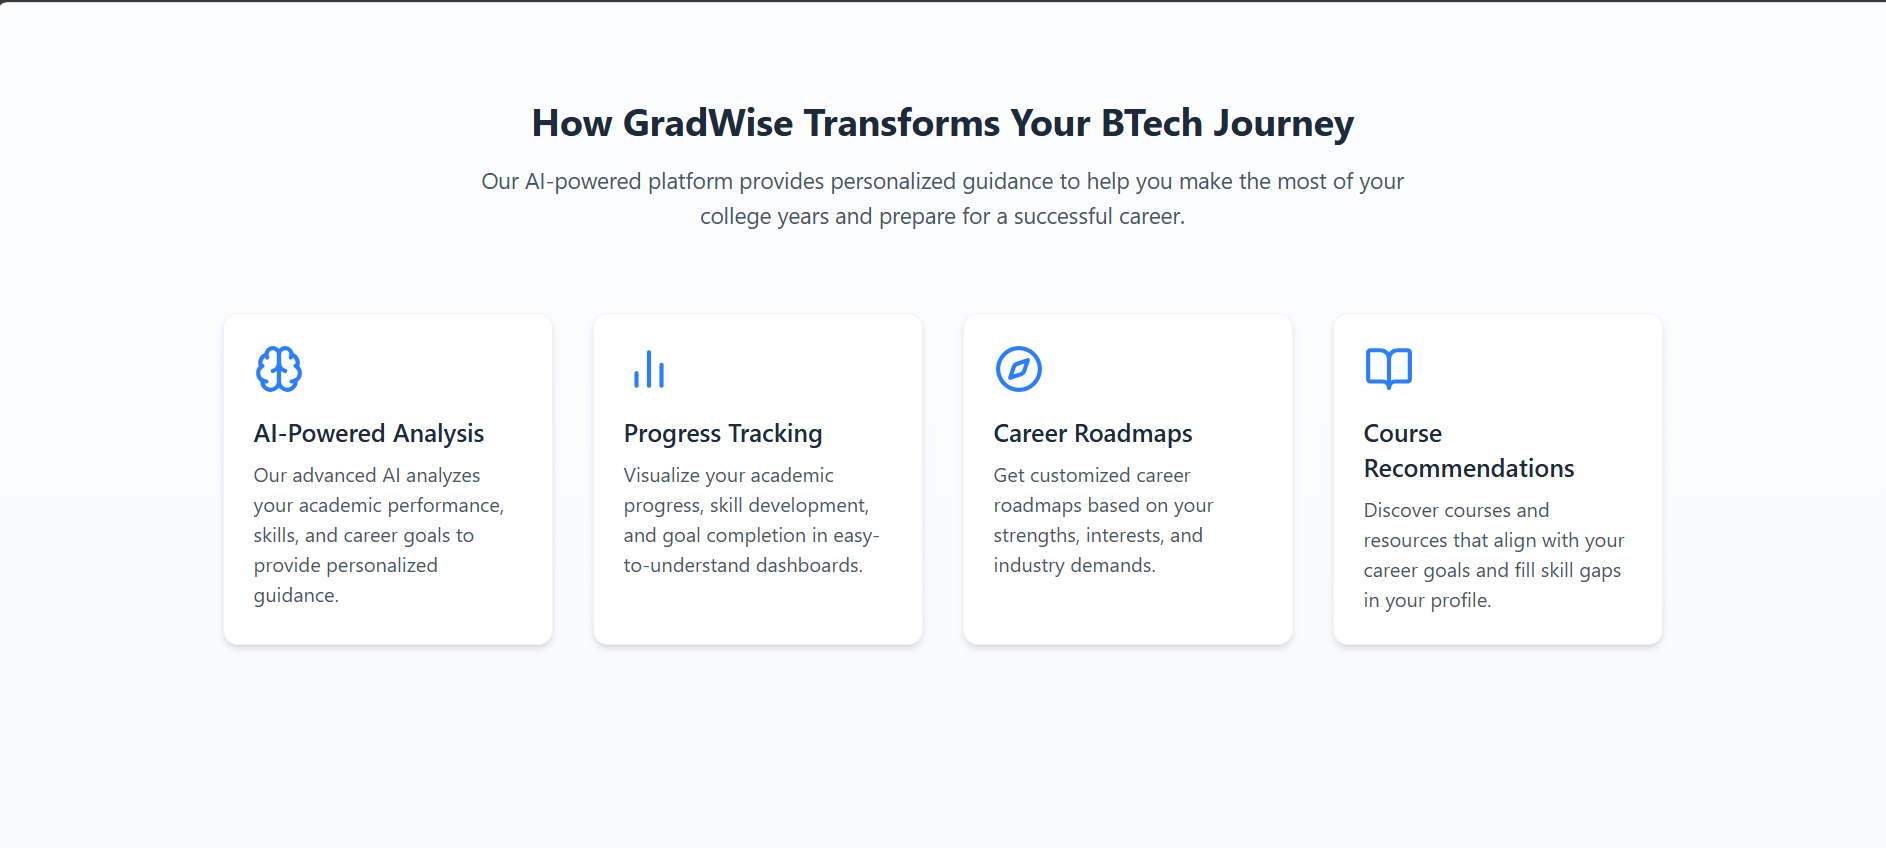 How GradWise Transforms Your BTech Journey
Our AI-powered platform provides personalized guidance to help you make the most of your
college years and prepare for a successful career.
AI-Powered Analysis
Our advanced AI analyzes
your academic performance,
skills, and career goals to
provide personalized
guidance.
Progress Tracking
Visualize your academic
progress, skill development,
and goal completion in easy-
to-understand dashboards.
Career Roadmaps
Get customized career
roadmaps based on your
strengths, interests, and
industry demands.
Course
Recommendations
Discover courses and
resources that align with your
career goals and fill skill gaps
in your profile.